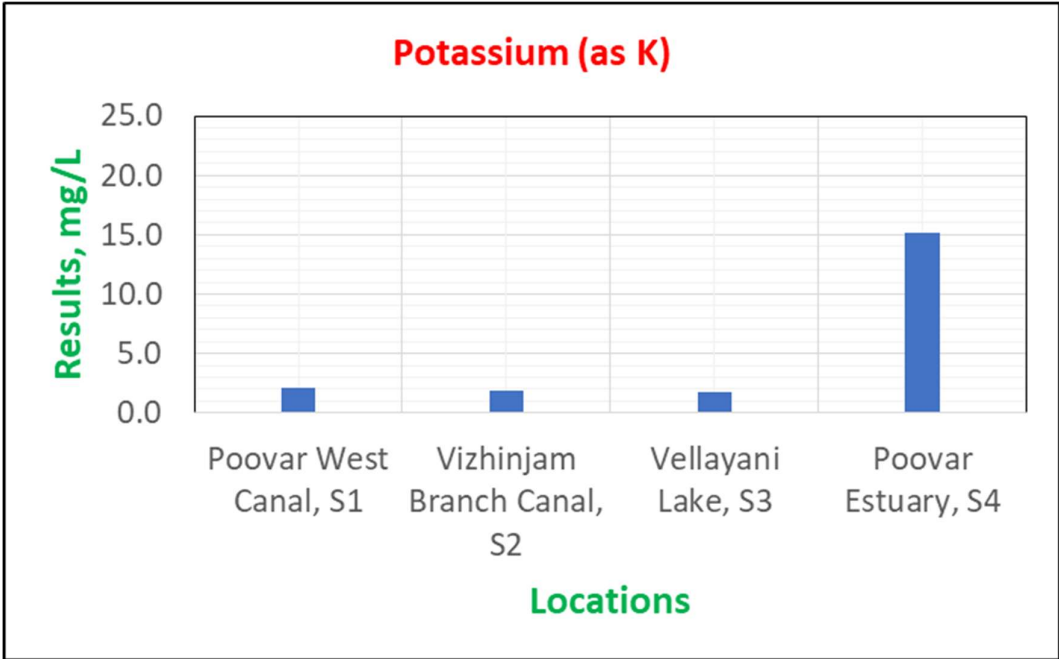 Potassium (as K)
Results, mg/L
25.0
20.0
15.0
10.0
5.0
0.0
Poovar West
Canal, S1
Vizhinjam
Branch Canal,
S2
Vellayani
Lake, S3
Poovar
Estuary, S4
Locations